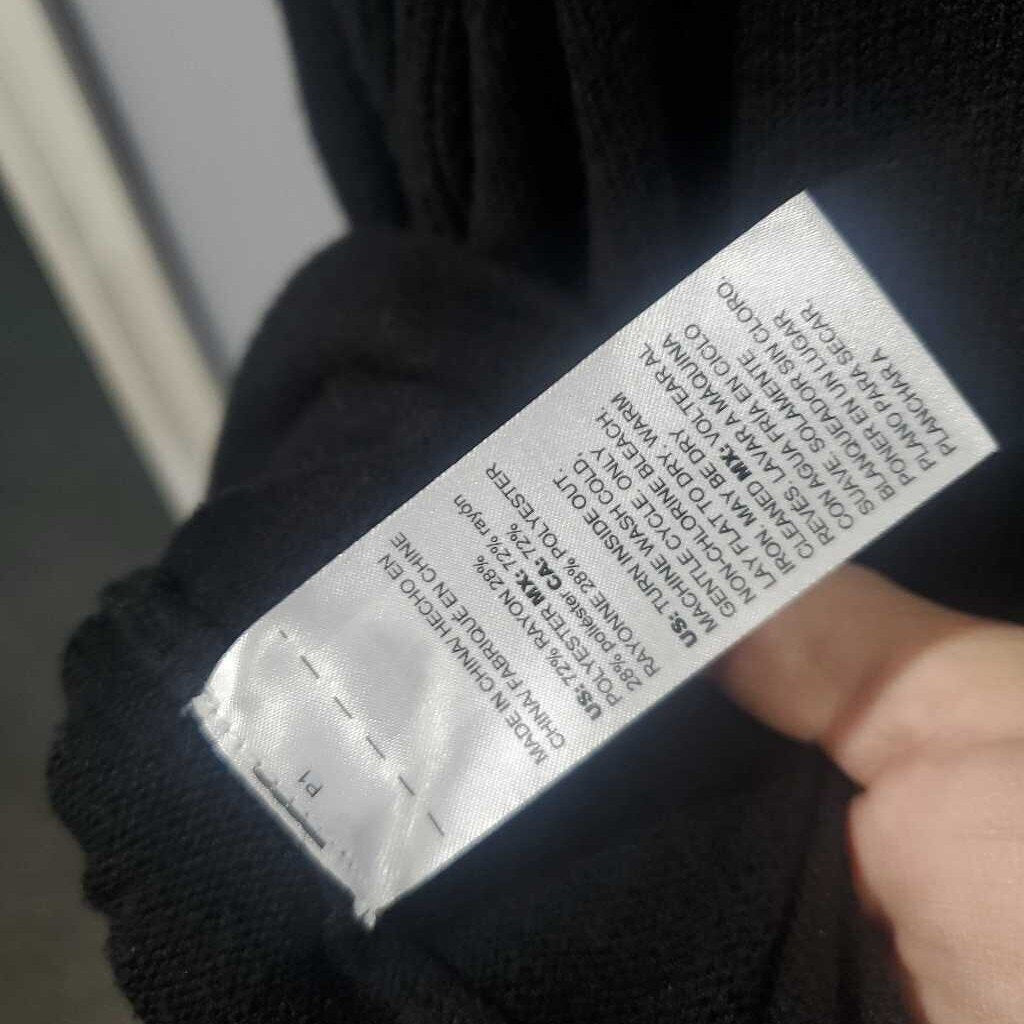 P1
MADE IN CHINA/ HECHO EN
CHINA/ FABRIQUÉ EN CHINE
US: 72% RAYON 28%
POLYESTER MX: 72% rayón
28% poliéster CA: 72%
RAYONNE 28% POLYESTER
US: TURN INSIDE OUT.
MACHINE WASH COLD,
GENTLE CYCLE. ONLY
NON-CHLORINE BLEACH.
LAY FLAT TO DRY. WARM
IRON. MAY BE DRY
CLEANED MX: VOLTEAR AL
REVES. LAVAR A MAQUINA
CON AGUA FRIA EN CICLO
SUAVE. SOLAMENTE
BLANQUEADOR SIN CLORO.
PONER EN UN LUGAR
PLANO PARA SECAR.
PLANCHAR A